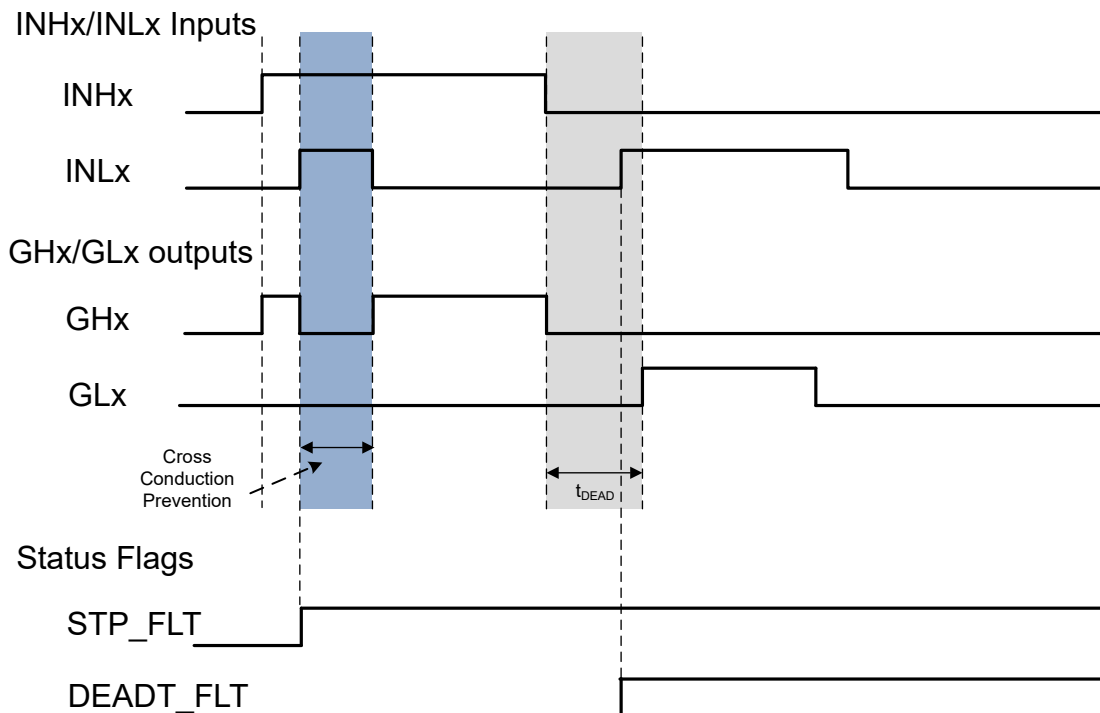 INHx/INLx Inputs
INHx
INLx
GHx/GLx outputs
GHx
GLx
Cross
Conduction
Prevention
tDEAD
Status Flags
STP_FLT
DEADT_FLT